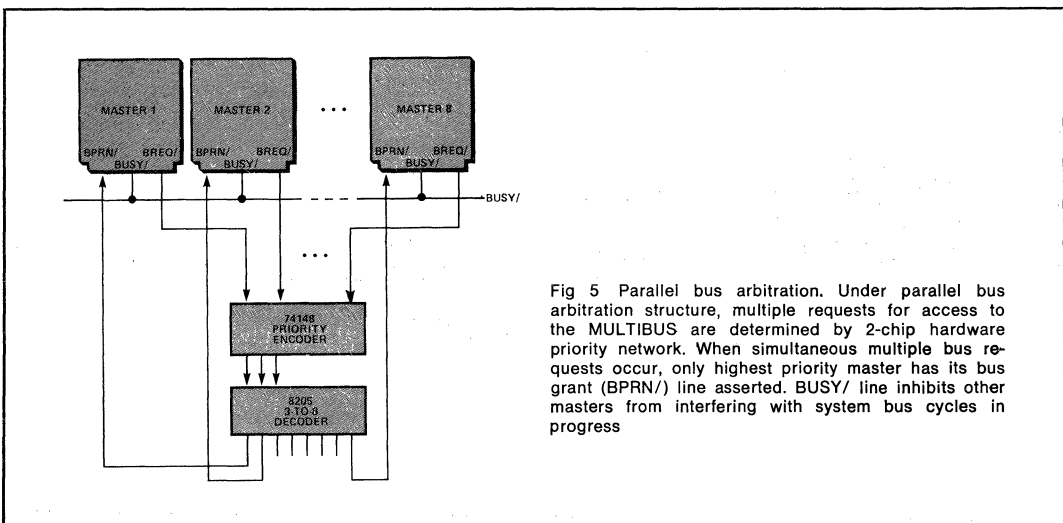 MASTER 1
BPRN/ BREQ/
BUSY/
MASTER 2
BPRN/ BREQ/
BUSY/
• • •
MASTER 8
BPRN/ BREQ/
BUSY/
BUSY/
• • •
74148
PRIORITY
ENCODER
8205
3-TO-8
DECODER
Fig 5 Parallel bus arbitration. Under parallel bus
arbitration structure, multiple requests for access to
the MULTIBUS are determined by 2-chip hardware
priority network. When simultaneous multiple bus re-
quests occur, only highest priority master has its bus
grant (BPRN/) line asserted. BUSY/ line inhibits other
masters from interfering with system bus cycles in
progress